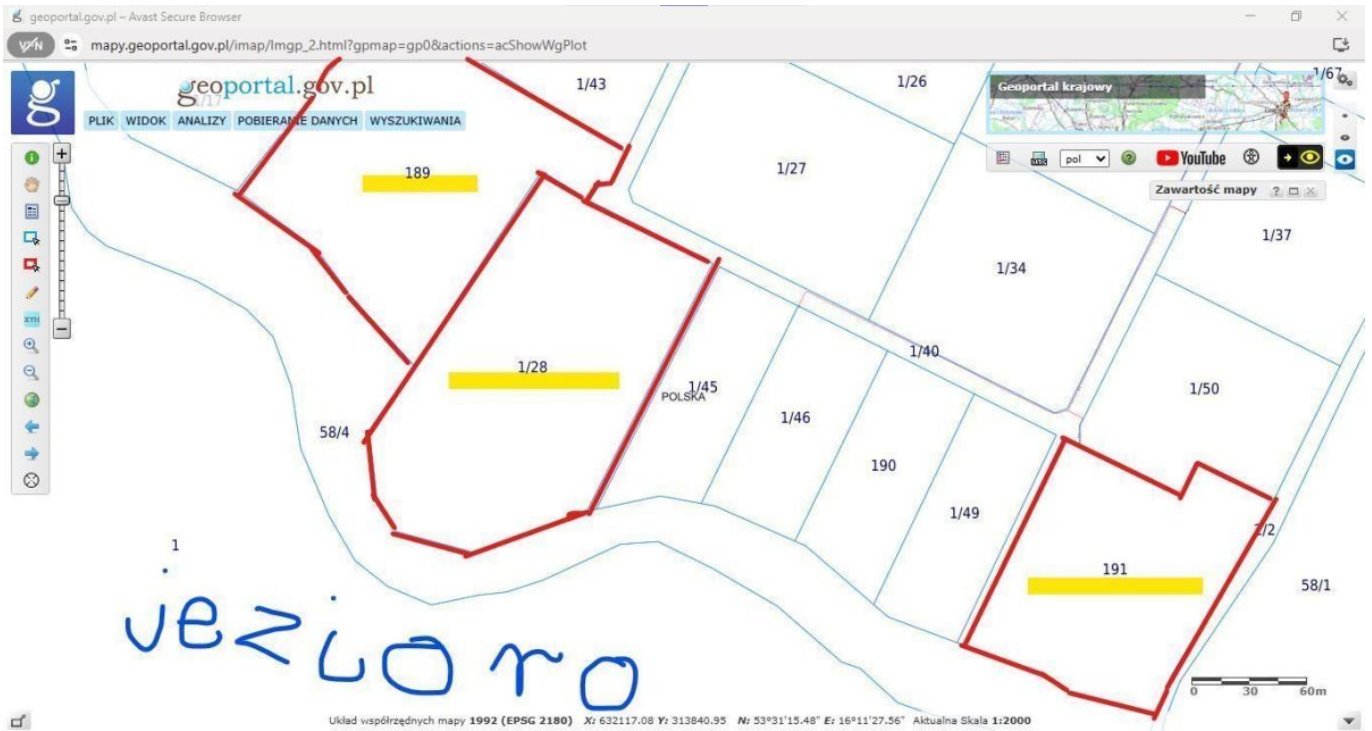 geoportal.gov.pl – Avast Secure Browser
mapy.geoportal.gov.pl/imap/Imgp_2.html?gpmap=gp0&actions=acShowWgPlot
geoportal.gov.pl
1/17
PLIK WIDOK ANALIZY POBIERANIE DANYCH WYSZUKIWANIA
1/43
1/26
Geoportal krajowy
1/67
pol
YouTube
Zawartość mapy
189
1/27
1/37
1/34
1/28
1/40
1/45
POLSKA
1/50
58/4
1/46
190
1/49
1/2
1
191
58/1
jezioro
0 30 60m
Układ współrzędnych mapy 1992 (EPSG 2180) X: 632117.08 Y: 313840.95 N: 53°31'15.48" E: 16°11'27.56" Aktualna Skala 1:2000